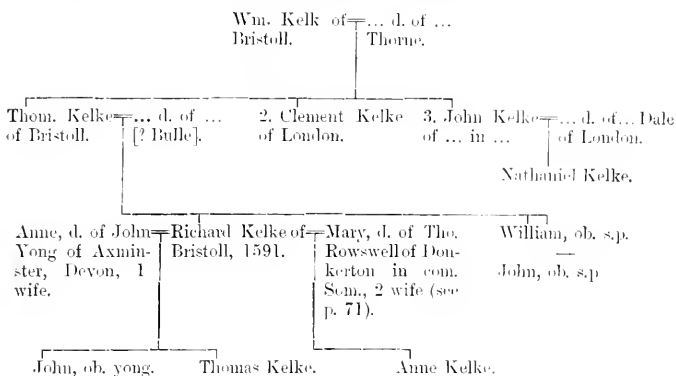 Wm. Kelk of=... d. of ...
Bristoll. Thorne.
Thom. Kelke=... d. of ... 2. Clement Kelke 3. John Kelke=... d. of... Dale
of Bristoll. [? Bulle]. of London. of ... in ... of London.
Nathaniel Kelke.
Anne, d. of John=Richard Kelke of=Mary, d. of Tho. William, ob. s.p.
Yong of Axmin- Bristoll, 1591. Rowswell of Don-
ster, Devon, 1 kerton in com. John, ob. s.p
wife. Som., 2 wife (see
p. 71).
John, ob. yong. Thomas Kelke. Anne Kelke.